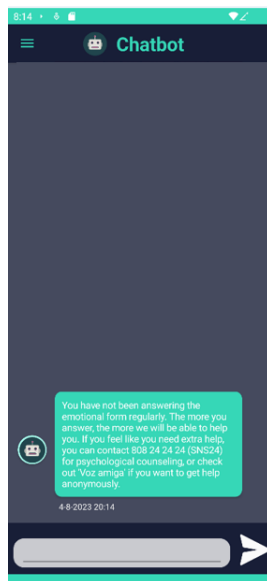 8:14
Chatbot
You have not been answering the
emotional form regularly. The more you
answer, the more we will be able to help
you. If you feel like you need extra help,
you can contact 808 24 24 24 (SNS24)
for psychological counseling, or check
out 'Voz amiga' if you want to get help
anonymously.
4-8-2023 20:14